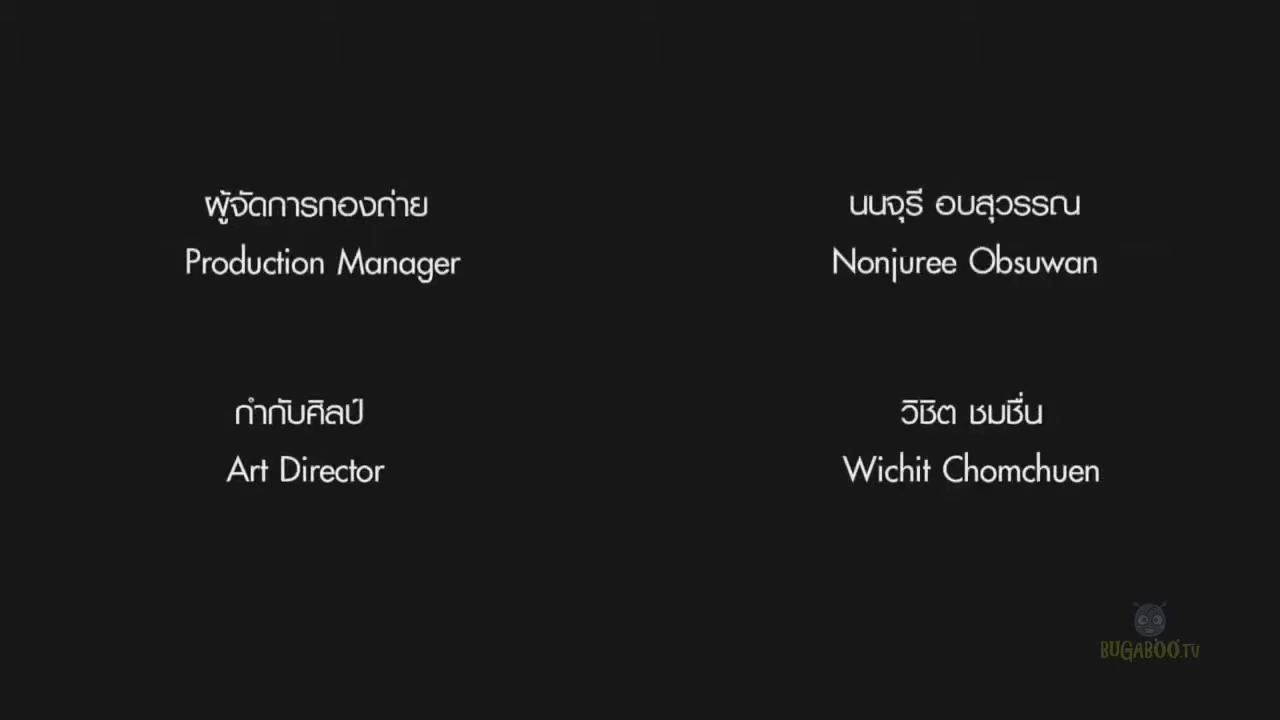 ผู้จัดการกองถ่าย
นนจุรี อบสุวรรณ
Production Manager
Nonjuree Obsuwan
กำกับศิลป์
วิชิต ชมชื่น
Art Director
Wichit Chomchuen
BUGABOO.TV